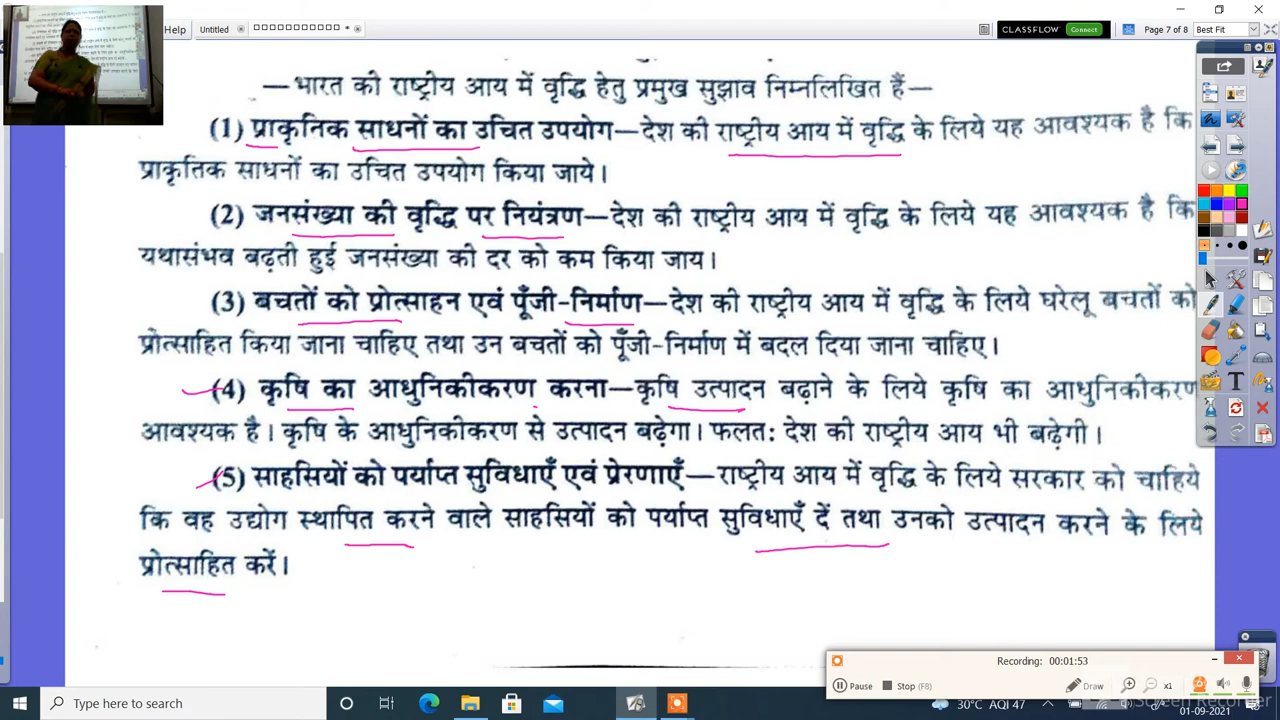 Help
Untitled
CLASSFLOW Connect
Page 7 of 8
Best Fit
—भारत की राष्ट्रीय आय में वृद्धि हेतु प्रमुख सुझाव निम्नलिखित हैं—
(1) प्राकृनिक साधनों का उचित उपयोग—देश की राष्ट्रीय आय में वृद्धि के लिये यह आवश्यक है कि
प्राकृतिक साधनों का उचित उपयोग किया जाये।
(2) जनसंख्या की वृद्धि पर नियंत्रण—देश की राष्ट्रीय आय में वृद्धि के लिये यह आवश्यक है कि
यथासंभव बढ़ती हुई जनसंख्या की दर को कम किया जाय।
(3) बचतों को प्रोत्साहन एवं पूँजी-निर्माण—देश की राष्ट्रीय आय में वृद्धि के लिये घरेलू बचतों को
प्रोत्साहित किया जाना चाहिए तथा उन बचतों को पूँजी-निर्माण में बदल दिया जाना चाहिए।
(4) कृषि का आधुनिकीकरण करना—कृषि उत्पादन बढ़ाने के लिये कृषि का आधुनिकीकरण
आवश्यक है। कृषि के आधुनिकीकरण से उत्पादन बढ़ेगा। फलतः देश की राष्ट्रीय आय भी बढ़ेगी।
(5) साहसियों को पर्याप्त सुविधाएँ एवं प्रेरणाएँ—राष्ट्रीय आय में वृद्धि के लिये सरकार को चाहिये
कि वह उद्योग स्थापित करने वाले साहसियों को पर्याप्त सुविधाएँ दें तथा उनको उत्पादन करने के लिये
प्रोत्साहित करें।
Recording: 00:01:53
Pause Stop (F8) Draw x1
Screen Recorder
Type here to search
30°C AQI 47
01-09-2021